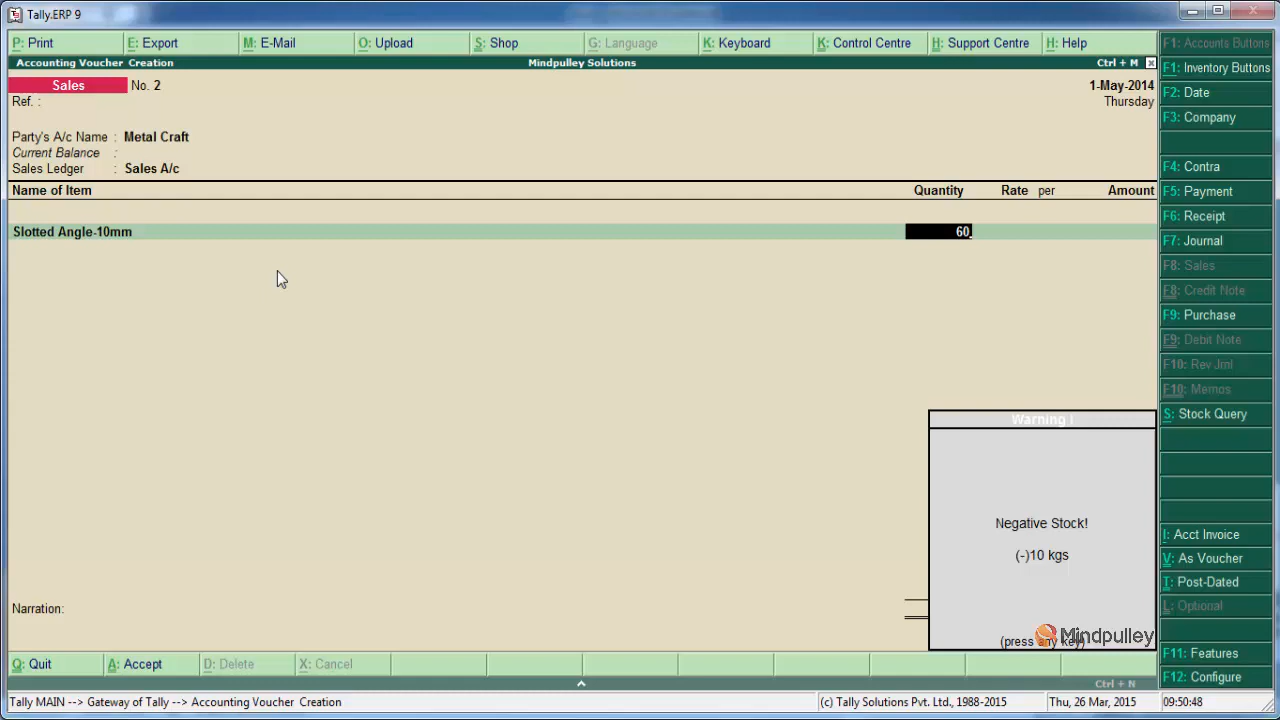 Tally.ERP 9
P: Print E: Export M: E-Mail O: Upload S: Shop G: Language K: Keyboard K: Control Centre H: Support Centre H: Help
Accounting Voucher Creation Mindpulley Solutions Ctrl + M x
Sales No. 2 1-May-2014
Ref. : Thursday
Party's A/c Name : Metal Craft
Current Balance :
Sales Ledger : Sales A/c
Name of Item Quantity Rate per Amount
Slotted Angle-10mm 60
Warning !
Negative Stock!
(-)10 kgs
(press any key)
Mindpulley
Narration:
F1: Accounts Buttons
F1: Inventory Buttons
F2: Date
F3: Company
F4: Contra
F5: Payment
F6: Receipt
F7: Journal
F8: Sales
F8: Credit Note
F9: Purchase
F9: Debit Note
F10: Rev Jrnl
F10: Memos
S: Stock Query
I: Acct Invoice
V: As Voucher
T: Post-Dated
L: Optional
F11: Features
F12: Configure
Q: Quit A: Accept D: Delete X: Cancel
Ctrl + N
Tally MAIN --> Gateway of Tally --> Accounting Voucher Creation (c) Tally Solutions Pvt. Ltd., 1988-2015 Thu, 26 Mar, 2015 09:50:48